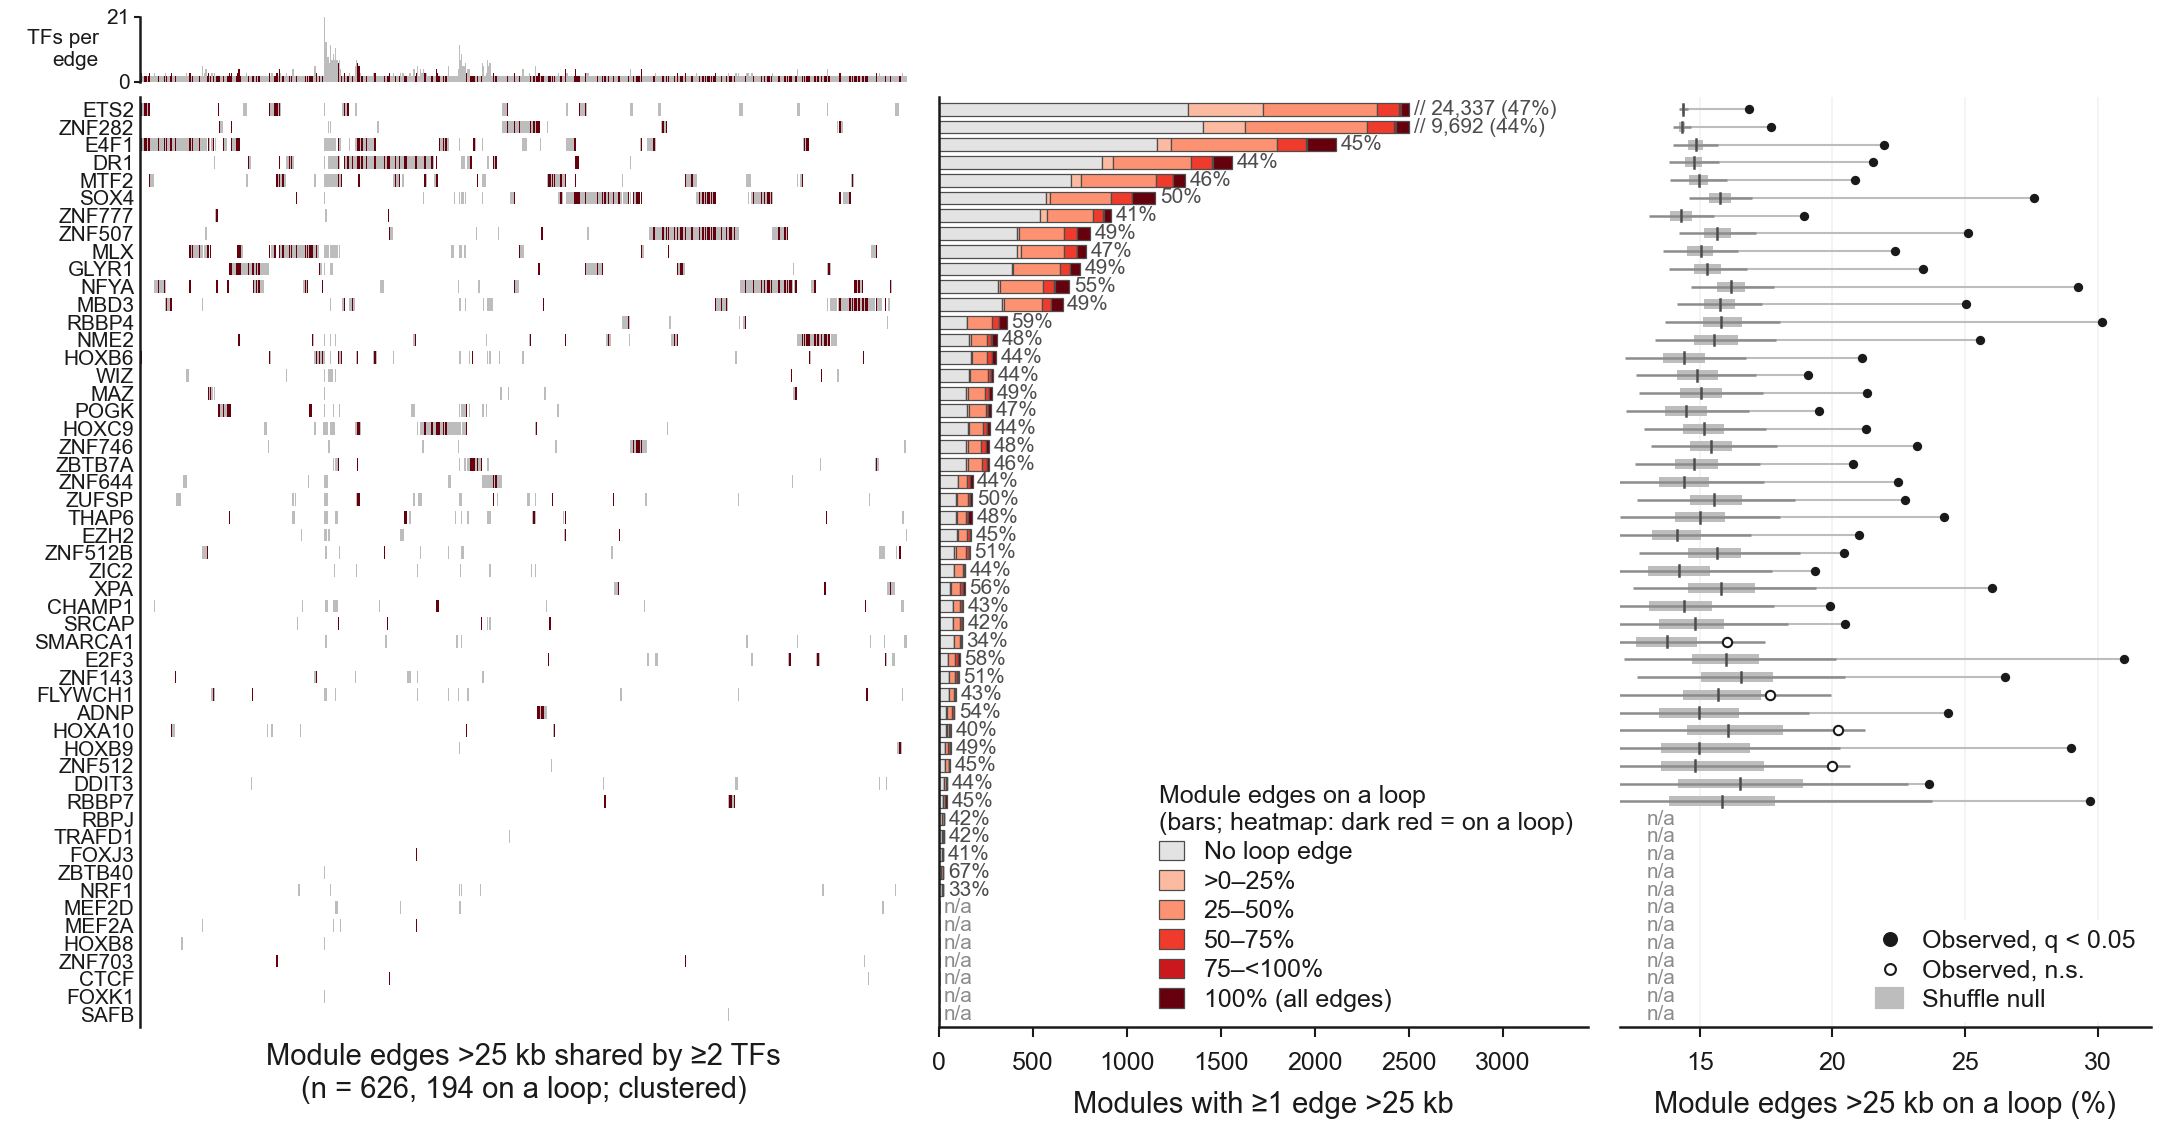 21
TFs per
edge
0
ETS2
ZNF282
E4F1
DR1
MTF2
SOX4
ZNF777
ZNF507
MLX
GLYR1
NFYA
MBD3
RBBP4
NME2
HOXB6
WIZ
MAZ
POGK
HOXC9
ZNF746
ZBTB7A
ZNF644
ZUFSP
THAP6
EZH2
ZNF512B
ZIC2
XPA
CHAMP1
SRCAP
SMARCA1
E2F3
ZNF143
FLYWCH1
ADNP
HOXA10
HOXB9
ZNF512
DDIT3
RBBP7
RBPJ
TRAFD1
FOXJ3
ZBTB40
NRF1
MEF2D
MEF2A
HOXB8
ZNF703
CTCF
FOXK1
SAFB
Module edges >25 kb shared by ≥2 TFs
(n = 626, 194 on a loop; clustered)
// 24,337 (47%)
// 9,692 (44%)
45%
44%
46%
50%
41%
49%
47%
49%
55%
49%
59%
48%
44%
44%
49%
47%
44%
48%
46%
44%
50%
48%
45%
51%
44%
56%
43%
42%
34%
58%
51%
43%
54%
40%
49%
45%
44%
45%
42%
42%
41%
67%
33%
n/a
n/a
n/a
n/a
n/a
n/a
n/a
Module edges on a loop
(bars; heatmap: dark red = on a loop)
No loop edge
>0–25%
25–50%
50–75%
75–<100%
100% (all edges)
0 500 1000 1500 2000 2500 3000
Modules with ≥1 edge >25 kb
n/a
n/a
n/a
n/a
n/a
n/a
n/a
n/a
n/a
n/a
n/a
n/a
Observed, q < 0.05
Observed, n.s.
Shuffle null
15 20 25 30
Module edges >25 kb on a loop (%)